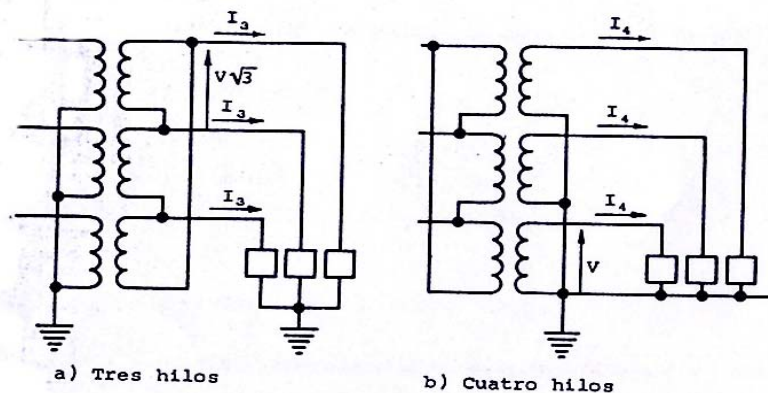 I3
V√3
I3
I3
a) Tres hilos
I4
I4
I4
V
b) Cuatro hilos